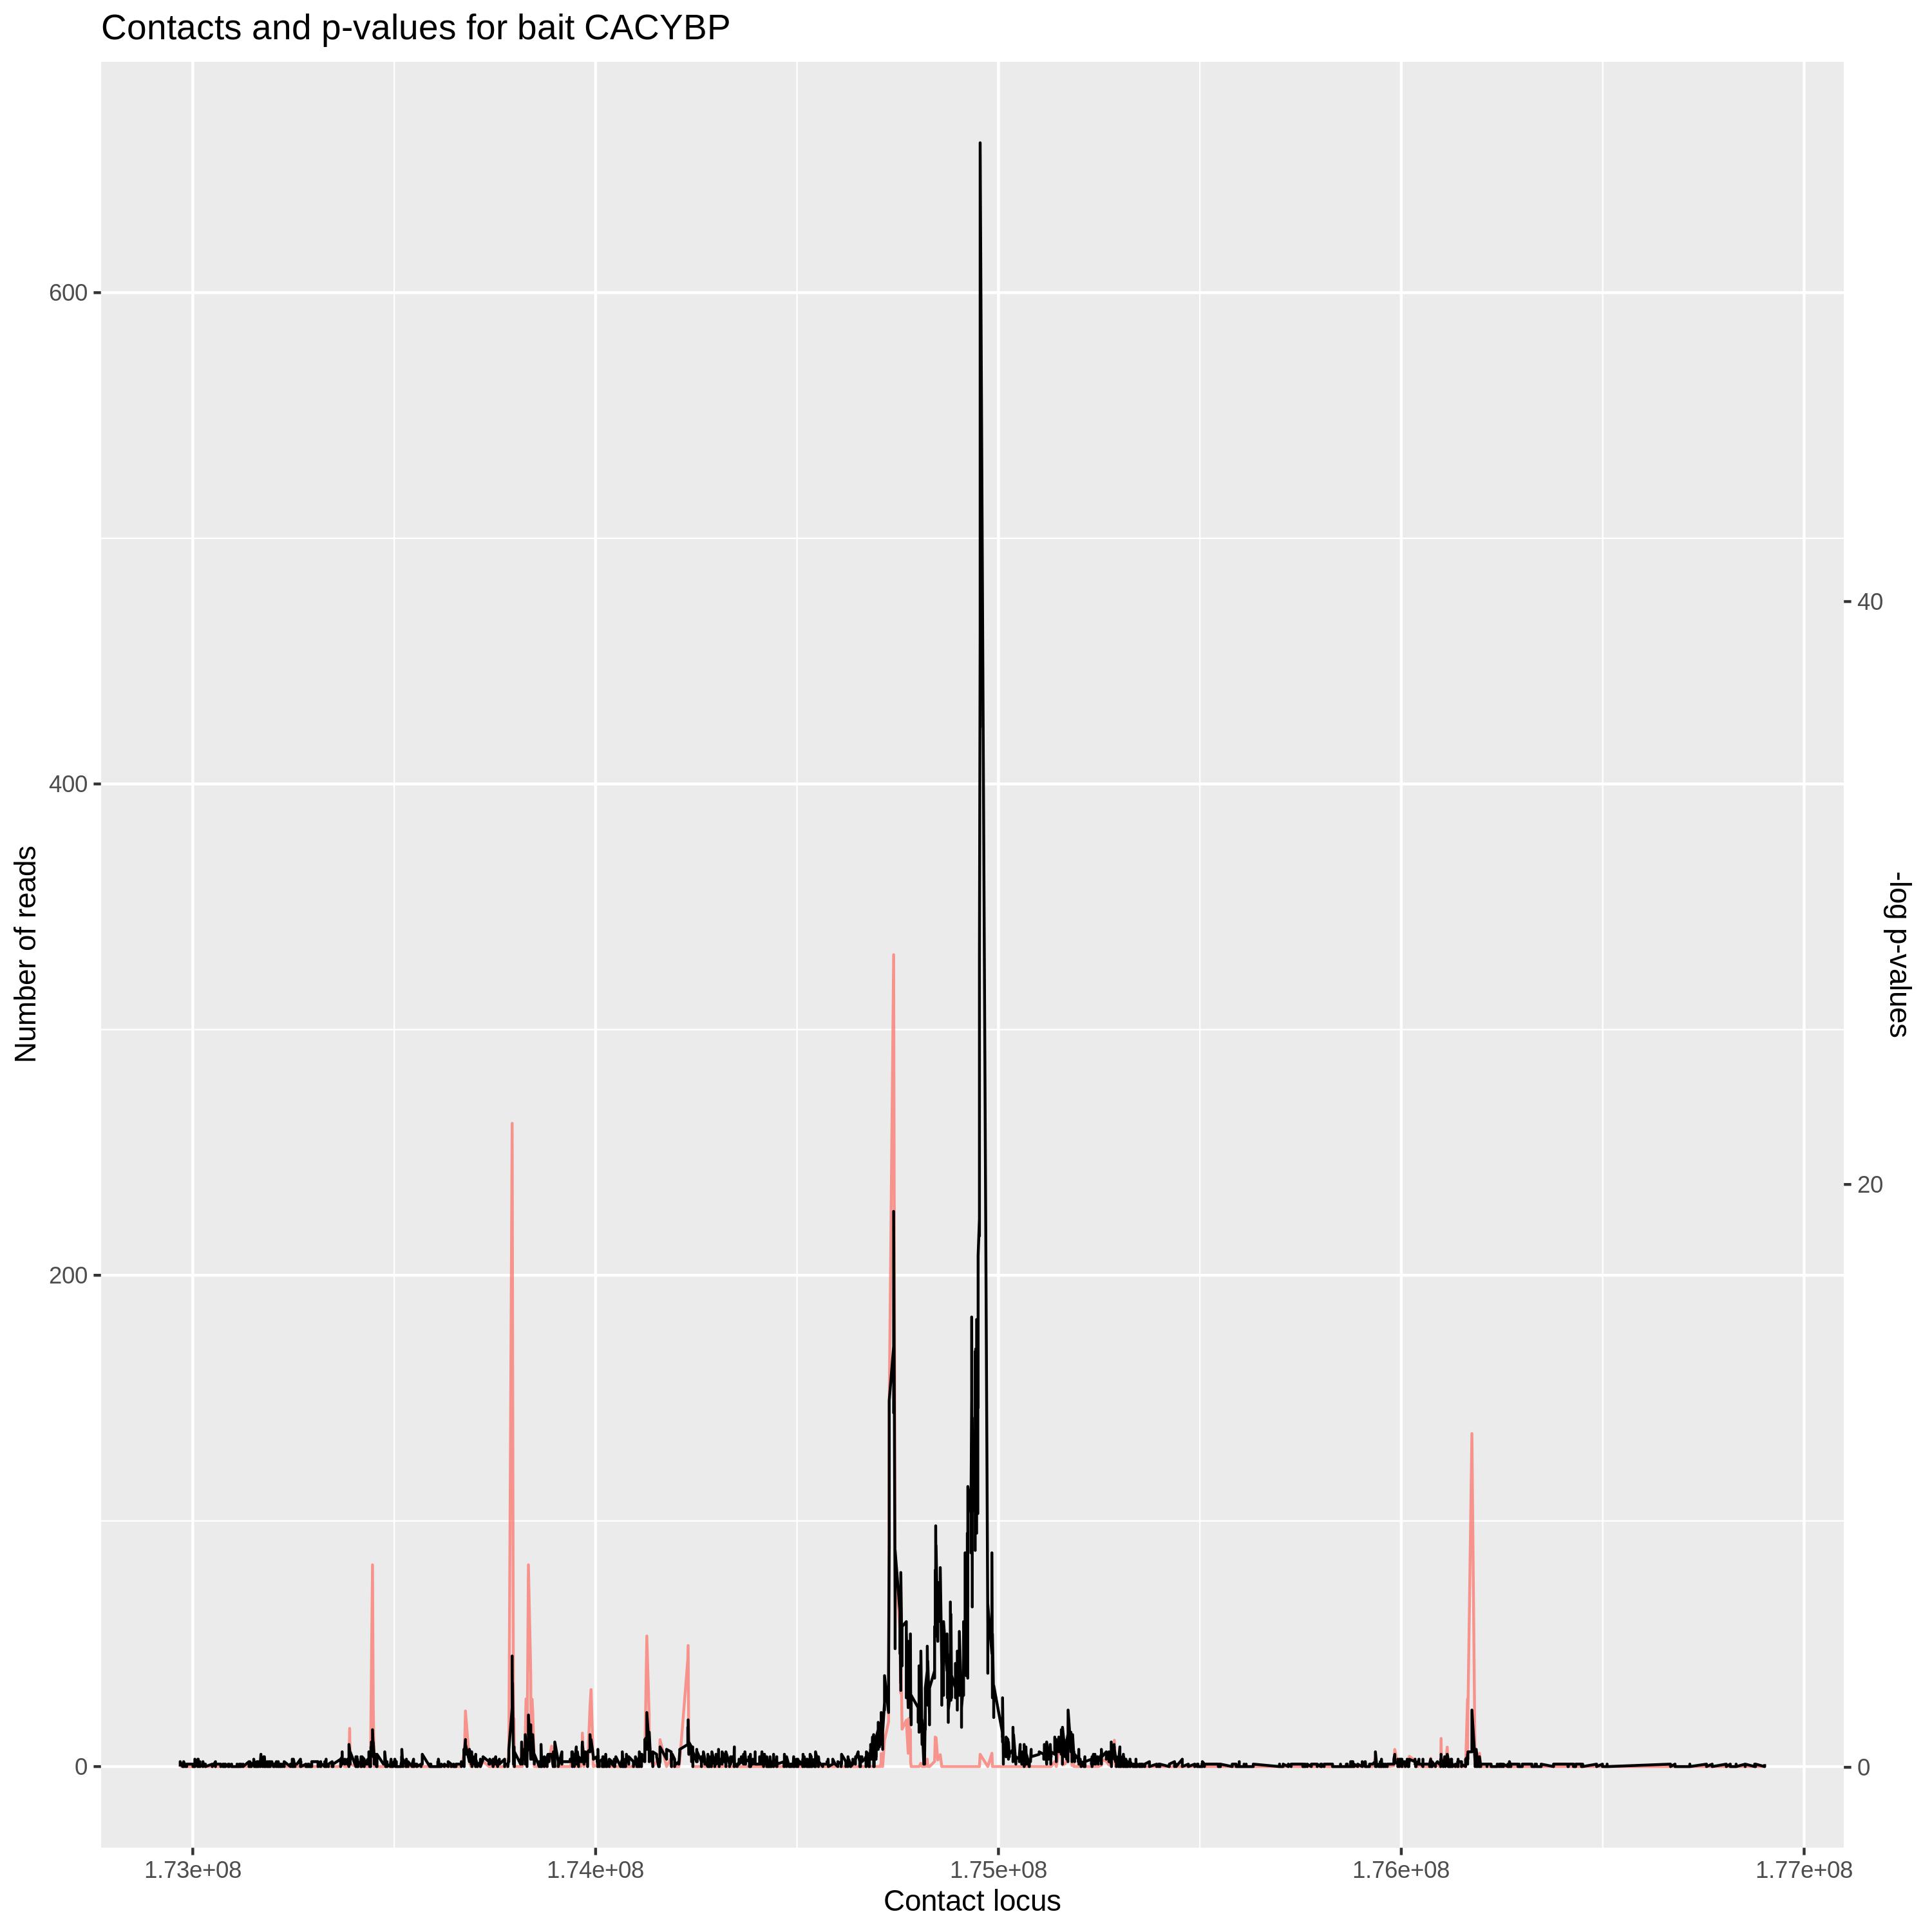 Contacts and p-values for bait CACYBP
600
400
200
0
Number of reads
40
20
0
-log p-values
1.73e+08
1.74e+08
1.75e+08
1.76e+08
1.77e+08
Contact locus